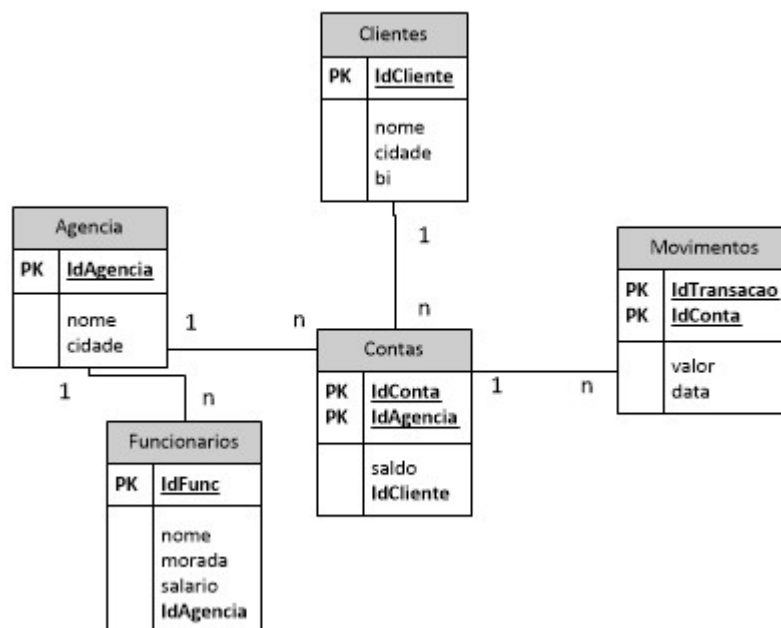 Clientes
PK IdCliente
nome
cidade
bi
1
n
Agencia
PK IdAgencia
nome
cidade
1
n
1
n
Contas
PK IdConta
PK IdAgencia
saldo
IdCliente
1
n
Movimentos
PK IdTransacao
PK IdConta
valor
data
Funcionarios
PK IdFunc
nome
morada
salario
IdAgencia